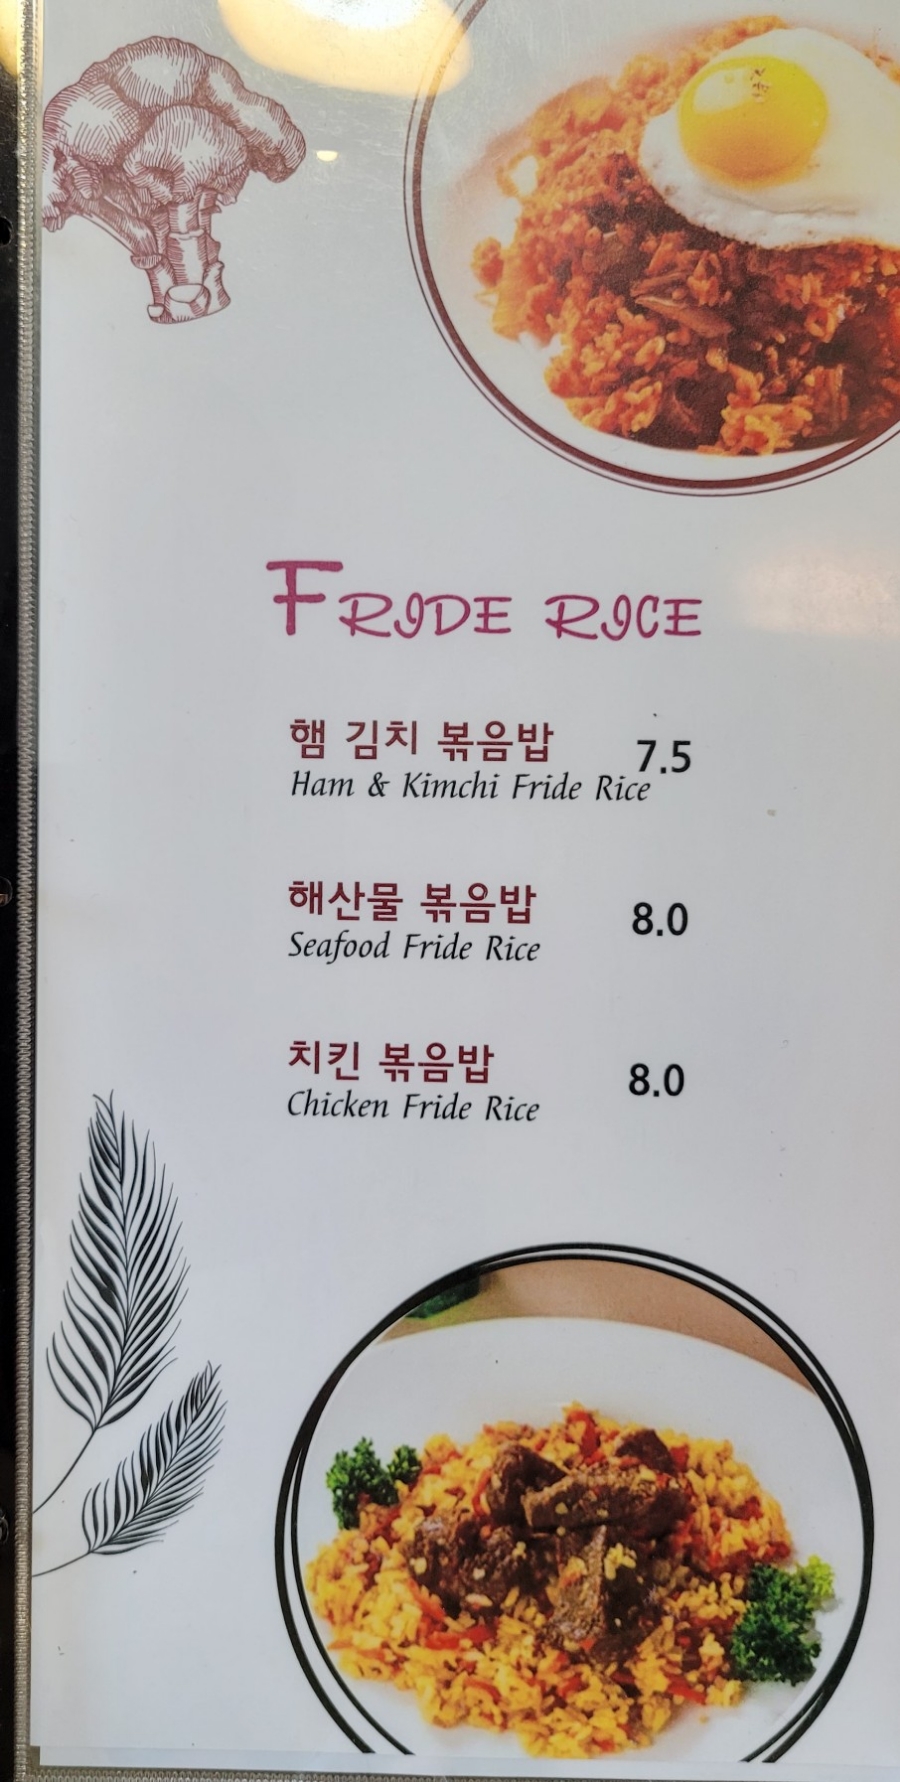 FRIDE RICE
햄 김치 볶음밥 7.5
Ham & Kimchi Fride Rice
해산물 볶음밥 8.0
Seafood Fride Rice
치킨 볶음밥 8.0
Chicken Fride Rice